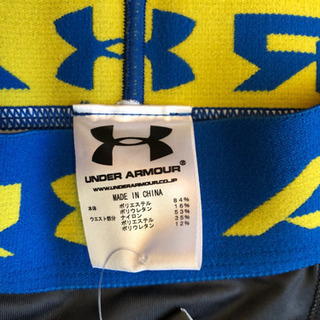 UNDER ARMOUR®
WWW.UNDERARMOUR.CO.JP
MADE IN CHINA
本体 ポリエステル 84%
ポリウレタン 16%
ウエスト部分 ポリエステル 53%
ナイロン 35%
ポリウレタン 12%